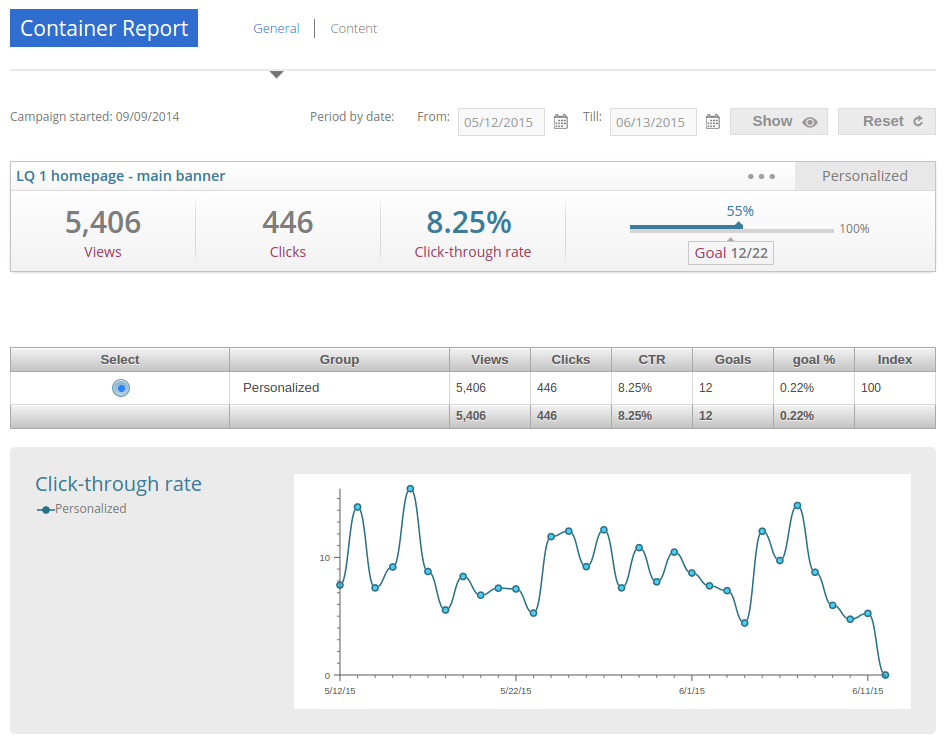 Container Report
General
Content
Campaign started: 09/09/2014
Period by date:
From:
05/12/2015
Till:
06/13/2015
Show
Reset
LQ 1 homepage - main banner
Personalized
5,406
446
8.25%
55%
100%
Views
Clicks
Click-through rate
Goal 12/22
Select Group Views Clicks CTR Goals goal % Index
Personalized 5,406 446 8.25% 12 0.22% 100
5,406 446 8.25% 12 0.22%
Click-through rate
Personalized
10
0
5/12/15 5/22/15 6/1/15 6/11/15